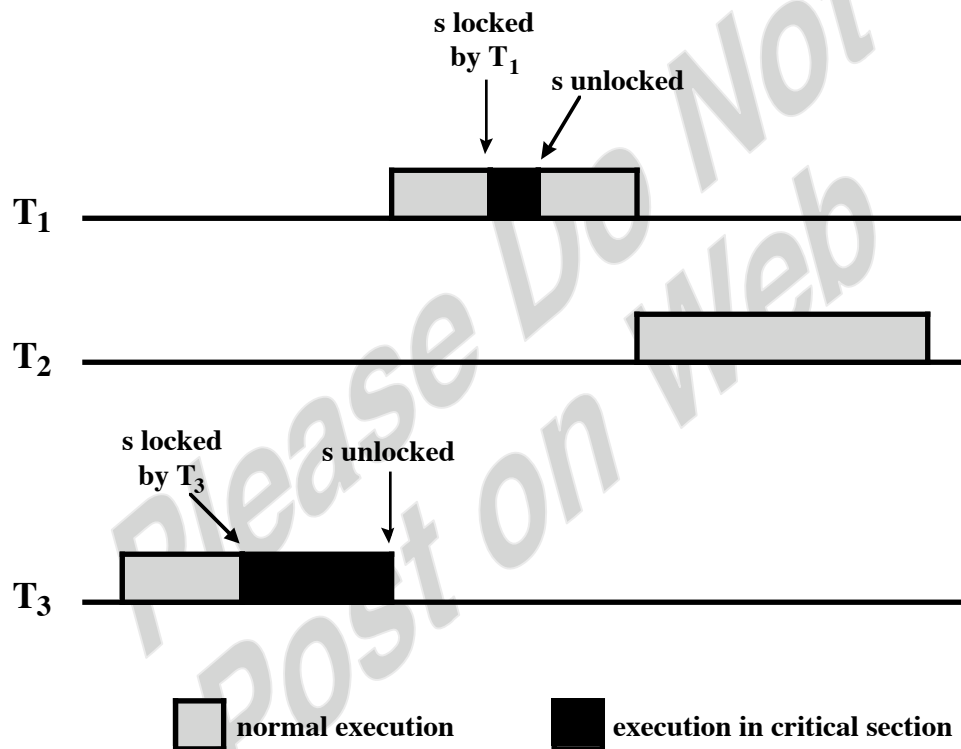 s locked
by T1
s unlocked
T1
T2
s locked
by T3
s unlocked
T3
normal execution
execution in critical section
Please Do Not
Post on Web